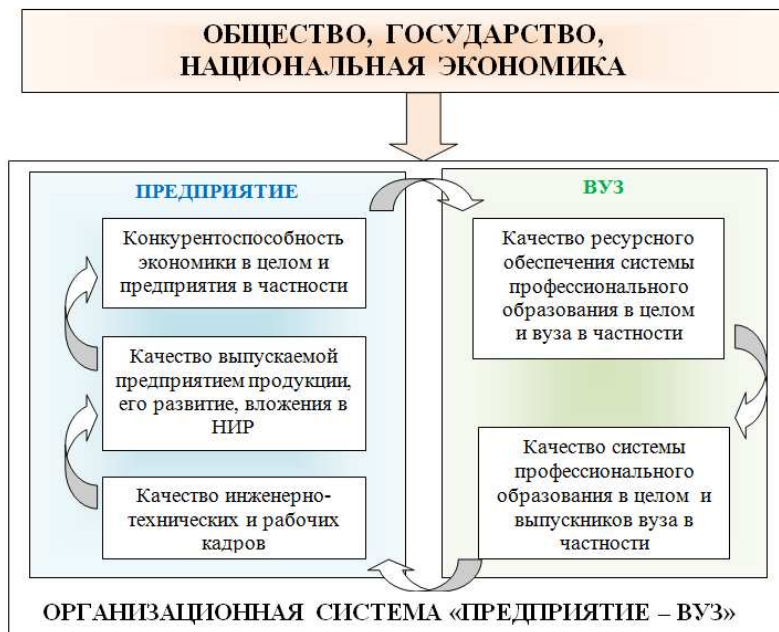 ОБЩЕСТВО, ГОСУДАРСТВО,
НАЦИОНАЛЬНАЯ ЭКОНОМИКА
ПРЕДПРИЯТИЕ
Конкурентоспособность
экономики в целом и
предприятия в частности
Качество выпускаемой
предприятием продукции,
его развитие, вложения в
НИР
Качество инженерно-
технических и рабочих
кадров
ВУЗ
Качество ресурсного
обеспечения системы
профессионального
образования в целом
и вуза в частности
Качество системы
профессионального
образования в целом и
выпускников вуза в
частности
ОРГАНИЗАЦИОННАЯ СИСТЕМА «ПРЕДПРИЯТИЕ – ВУЗ»